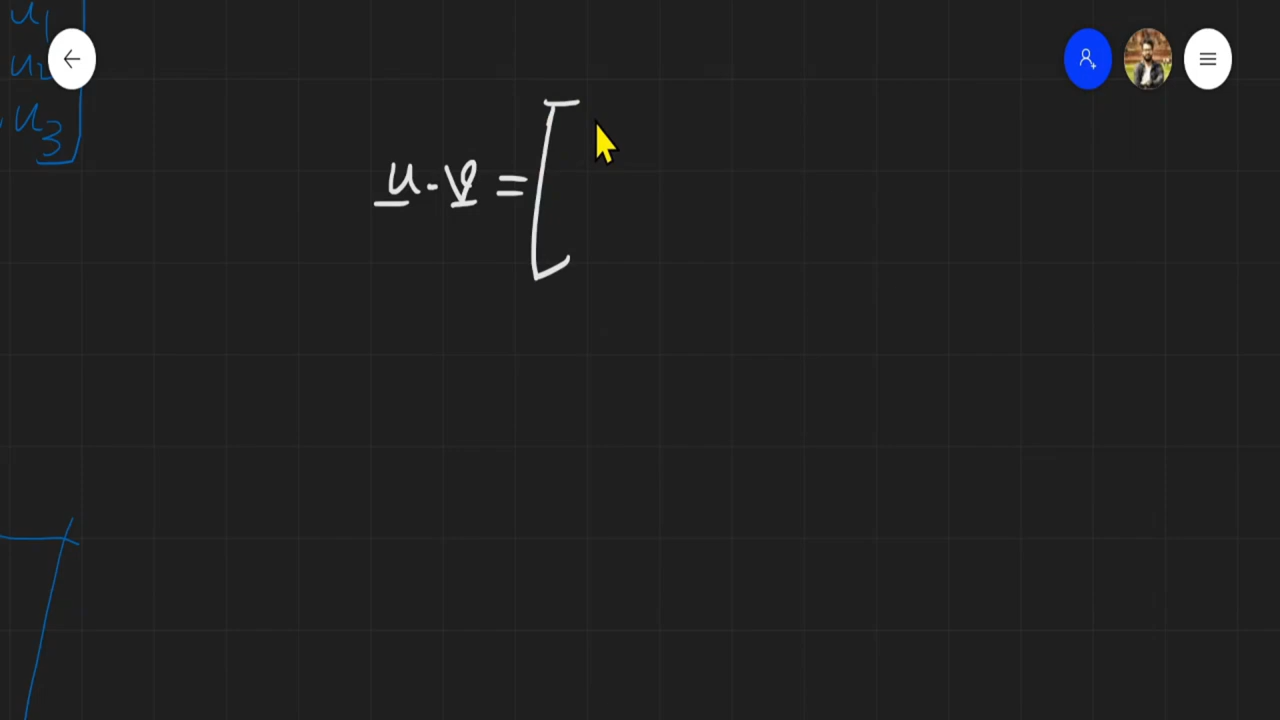 u1
u2
u3
u · v = [